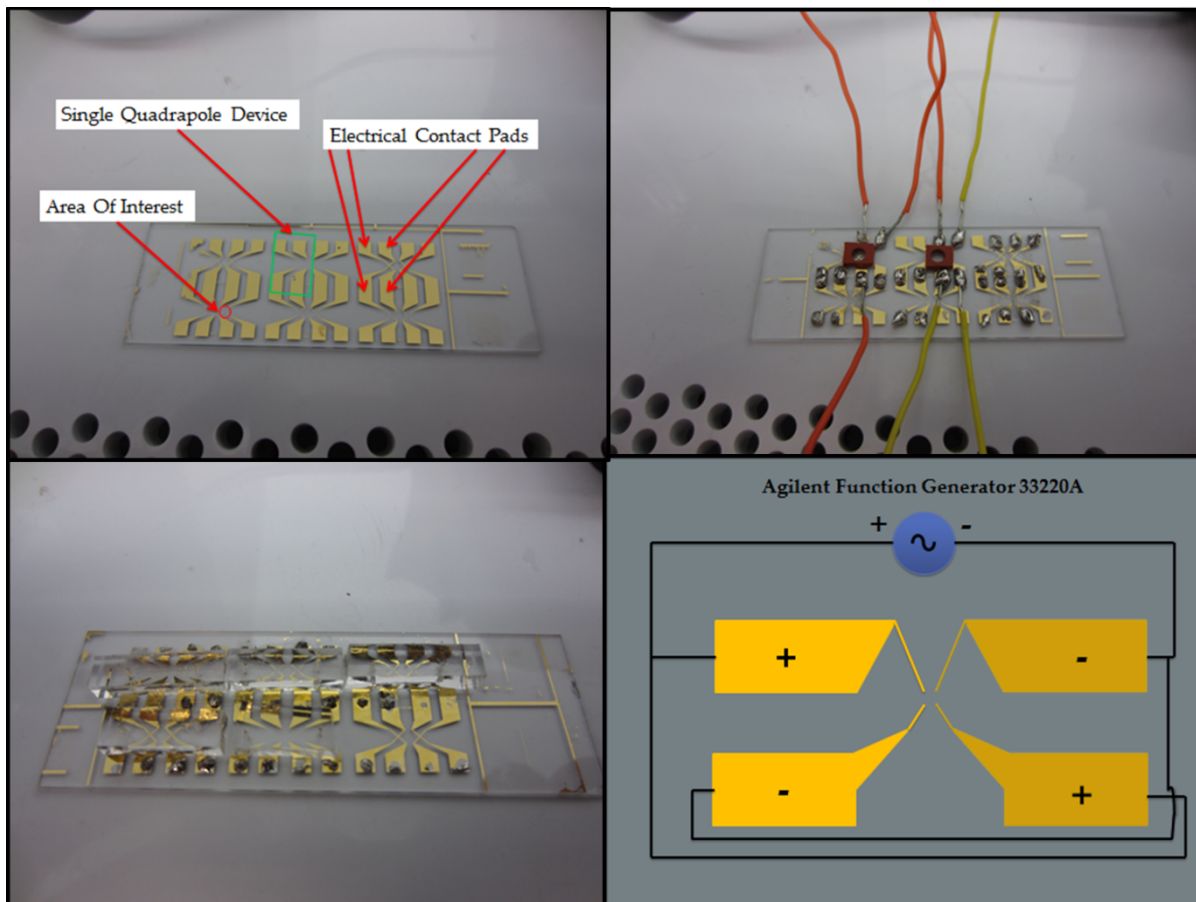 Single Quadrapole Device
Electrical Contact Pads
Area Of Interest
Agilent Function Generator 33220A
+ -
+ -
- +